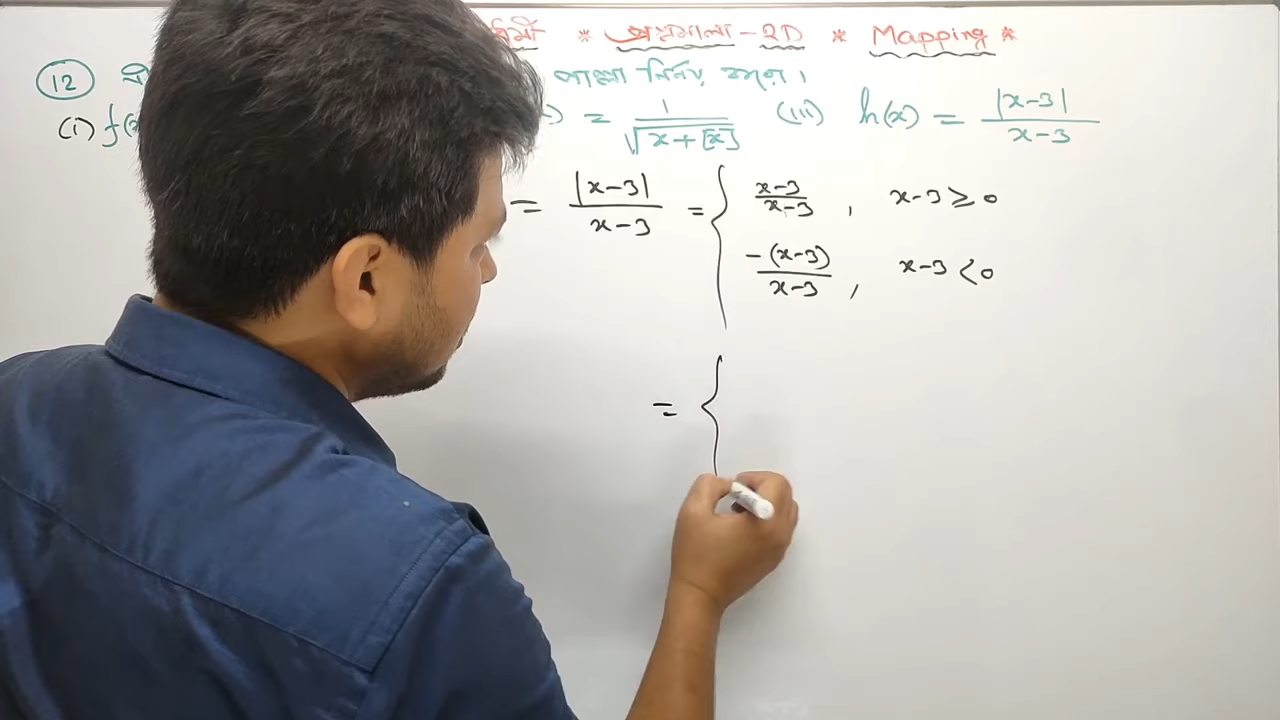 * প্রশ্নমালা - 2D * Mapping *
12
পাল্লা নির্ণয় করো।
(i) f(x = 1/√(x+[x]) (iii) h(x) = |x-3|/(x-3)
= |x-3|/(x-3) = { (x-3)/(x-3) , x-3 ≥ 0
-(x-3)/(x-3) , x-3 < 0
= {